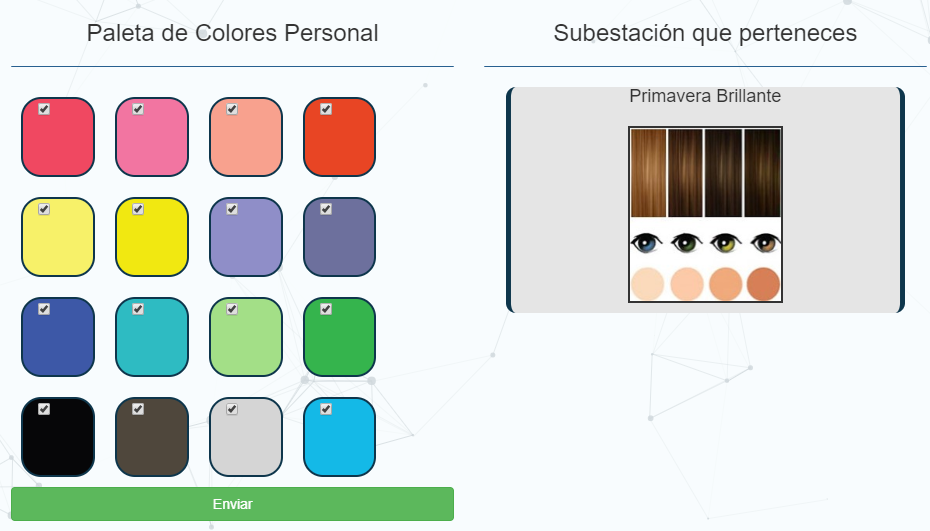 Paleta de Colores Personal
Subestación que perteneces
Primavera Brillante
Enviar